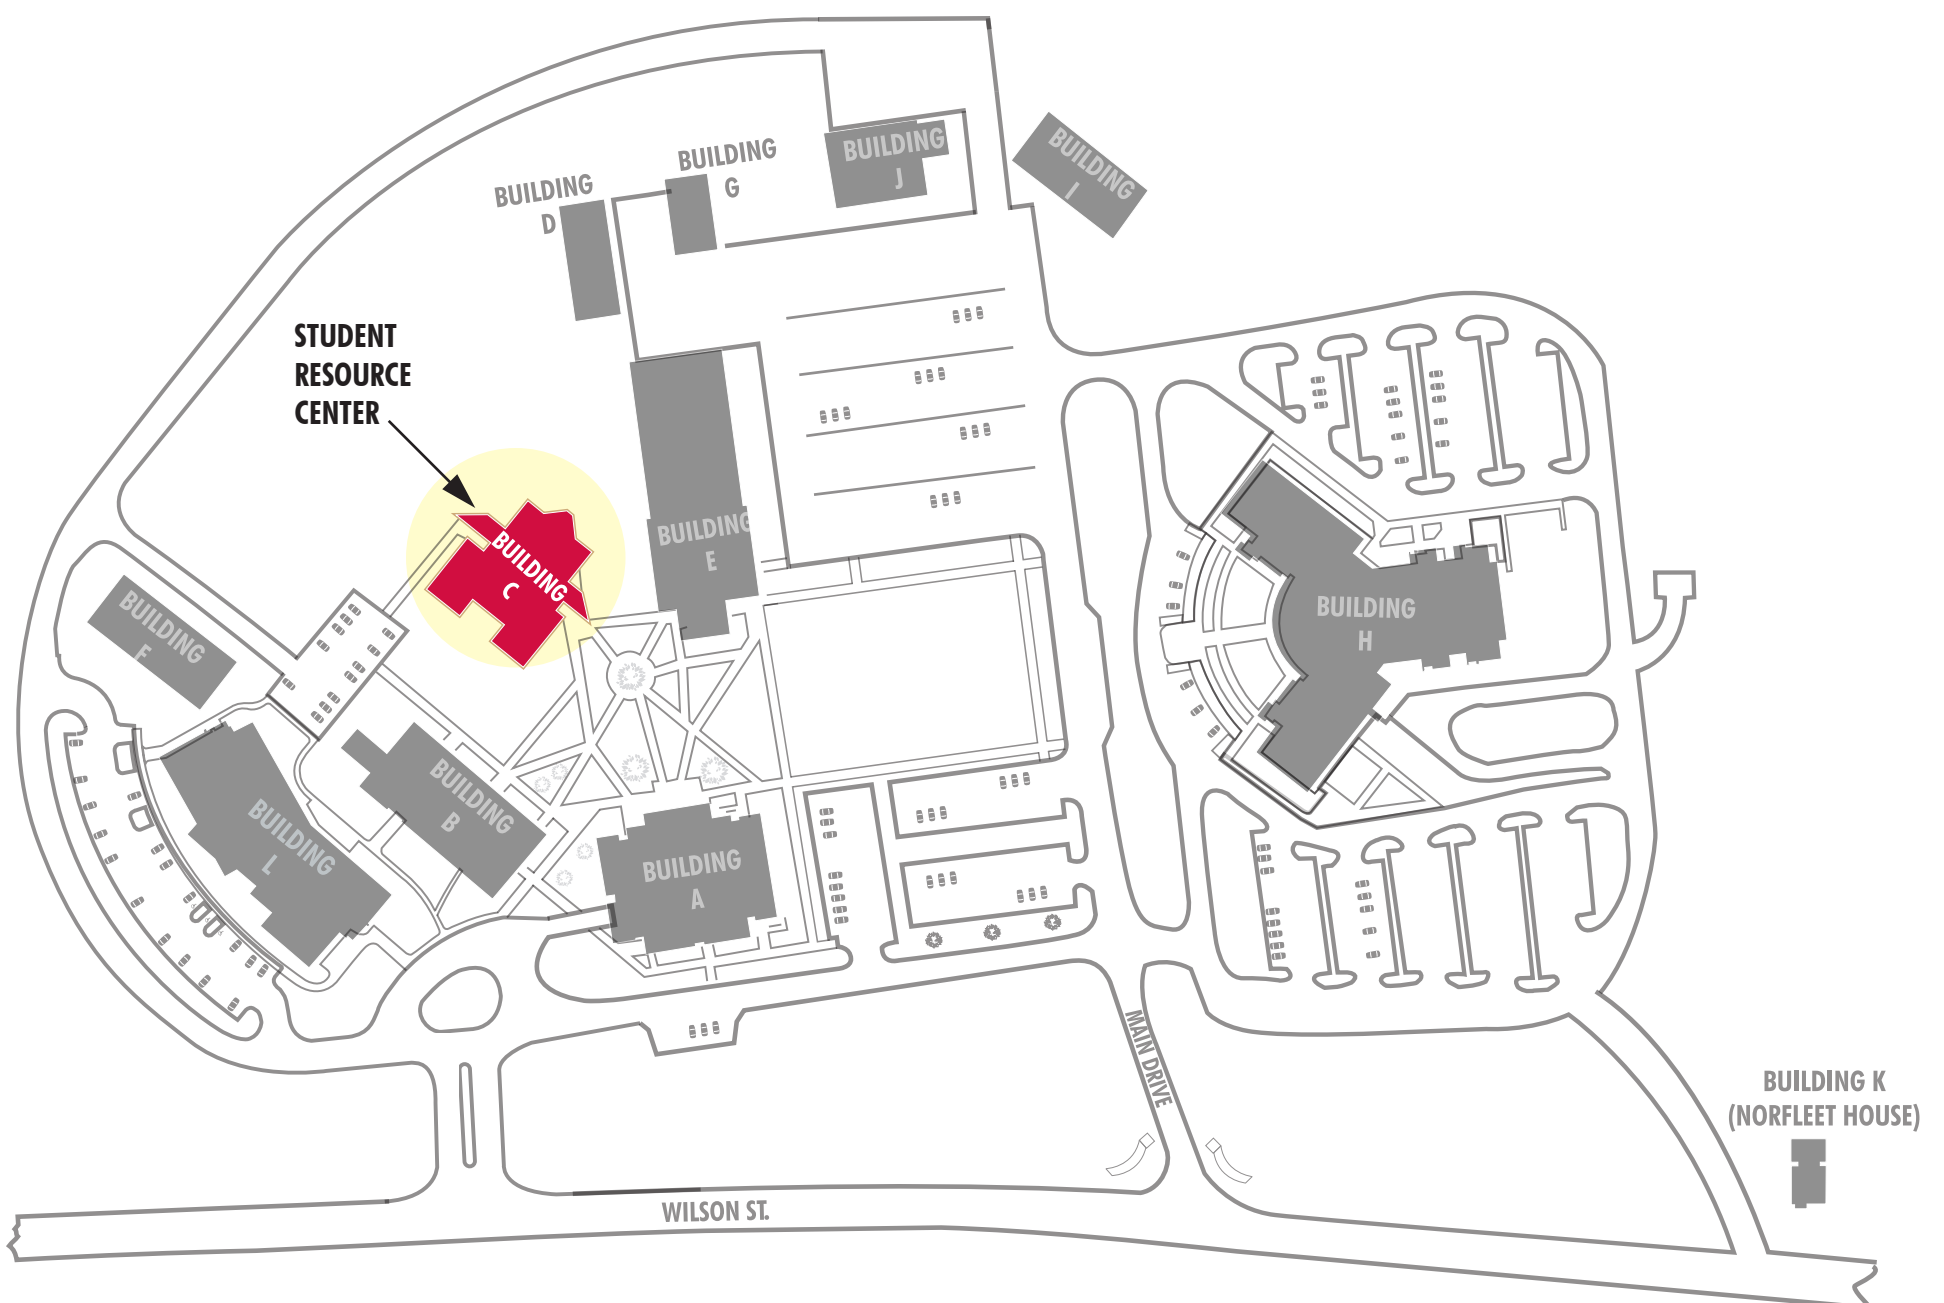 BUILDING
J
BUILDING
I
BUILDING
G
BUILDING
D
STUDENT
RESOURCE
CENTER
BUILDING
E
BUILDING
C
BUILDING
F
BUILDING
H
BUILDING
B
BUILDING
L
BUILDING
A
MAIN DRIVE
BUILDING K
(NORFLEET HOUSE)
WILSON ST.